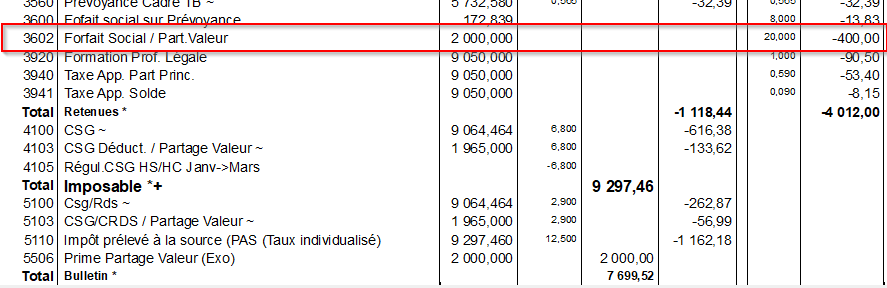 3560 Prévoyance Cadre TB ~ 5 732,580 0,565 -32,39 0,565 -32,39
3600 Fofait social sur Prévoyance 172,839 8,000 -13,83
3602 Forfait Social / Part.Valeur 2 000,000 20,000 -400,00
3920 Formation Prof. Légale 9 050,000 1,000 -90,50
3940 Taxe App. Part Princ. 9 050,000 0,590 -53,40
3941 Taxe App. Solde 9 050,000 0,090 -8,15
Total Retenues * -1 118,44 -4 012,00
4100 CSG ~ 9 064,464 6,800 -616,38
4103 CSG Déduct. / Partage Valeur ~ 1 965,000 6,800 -133,62
4105 Régul.CSG HS/HC Janv->Mars -6,800
Total Imposable *+ 9 297,46
5100 Csg/Rds ~ 9 064,464 2,900 -262,87
5103 CSG/CRDS / Partage Valeur ~ 1 965,000 2,900 -56,99
5110 Impôt prélevé à la source (PAS (Taux individualisé) 9 297,460 12,500 -1 162,18
5506 Prime Partage Valeur (Exo) 2 000,000 2 000,00
Total Bulletin * 7 699,52